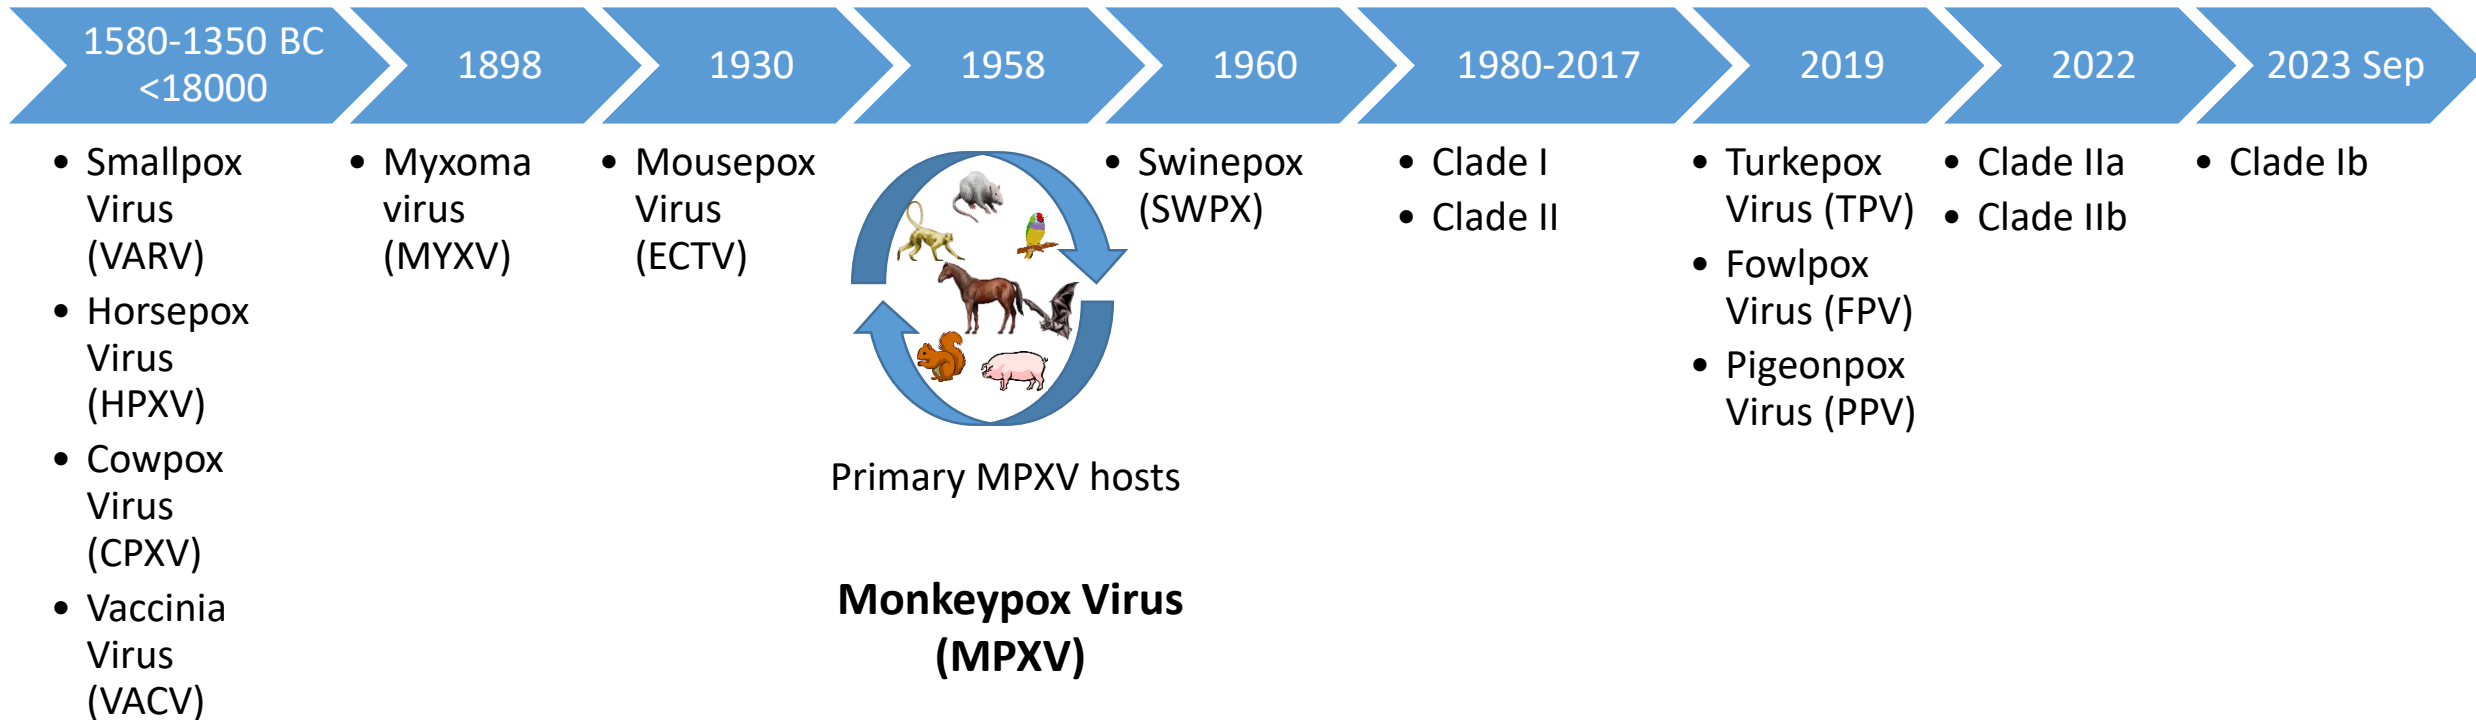 1580-1350 BC
<18000
1898
1930
1958
1960
1980-2017
2019
2022
2023 Sep
• Smallpox
Virus
(VARV)
• Horsepox
Virus
(HPXV)
• Cowpox
Virus
(CPXV)
• Vaccinia
Virus
(VACV)
• Myxoma
virus
(MYXV)
• Mousepox
Virus
(ECTV)
Primary MPXV hosts
Monkeypox Virus
(MPXV)
• Swinepox
(SWPX)
• Clade I
• Clade II
• Turkepox
Virus (TPV)
• Fowlpox
Virus (FPV)
• Pigeonpox
Virus (PPV)
• Clade IIa
• Clade IIb
• Clade Ib